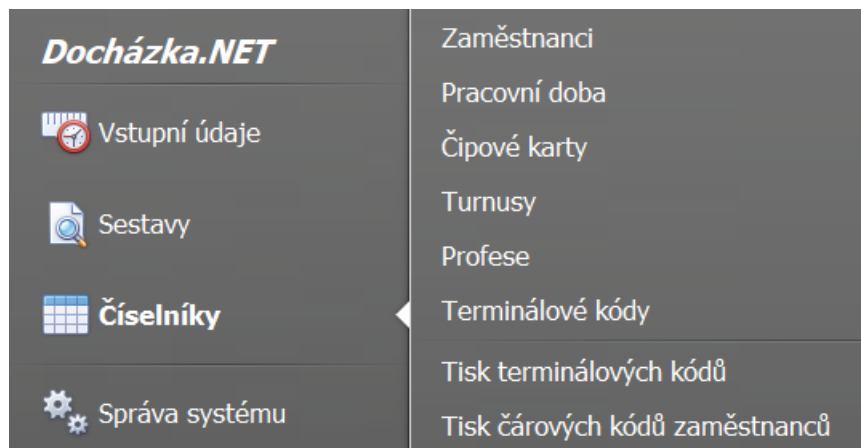 Docházka.NET
Vstupní údaje
Sestavy
Číselníky
Správa systému
Zaměstnanci
Pracovní doba
Čipové karty
Turnusy
Profese
Terminálové kódy
Tisk terminálových kódů
Tisk čárových kódů zaměstnanců